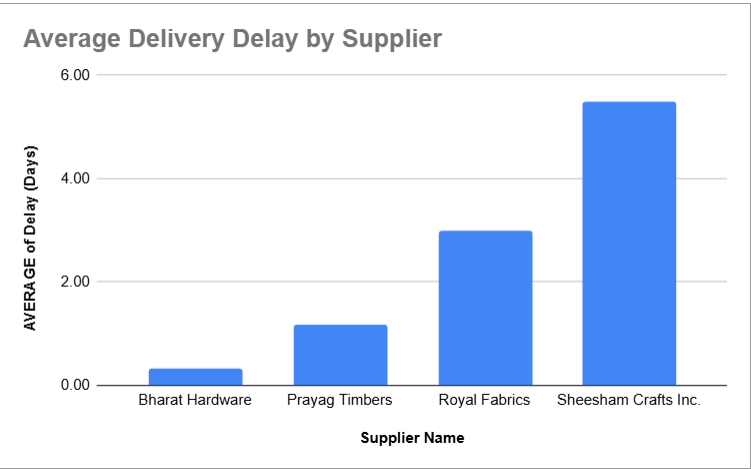 Average Delivery Delay by Supplier
6.00
4.00
2.00
0.00
AVERAGE of Delay (Days)
Bharat Hardware
Prayag Timbers
Royal Fabrics
Sheesham Crafts Inc.
Supplier Name